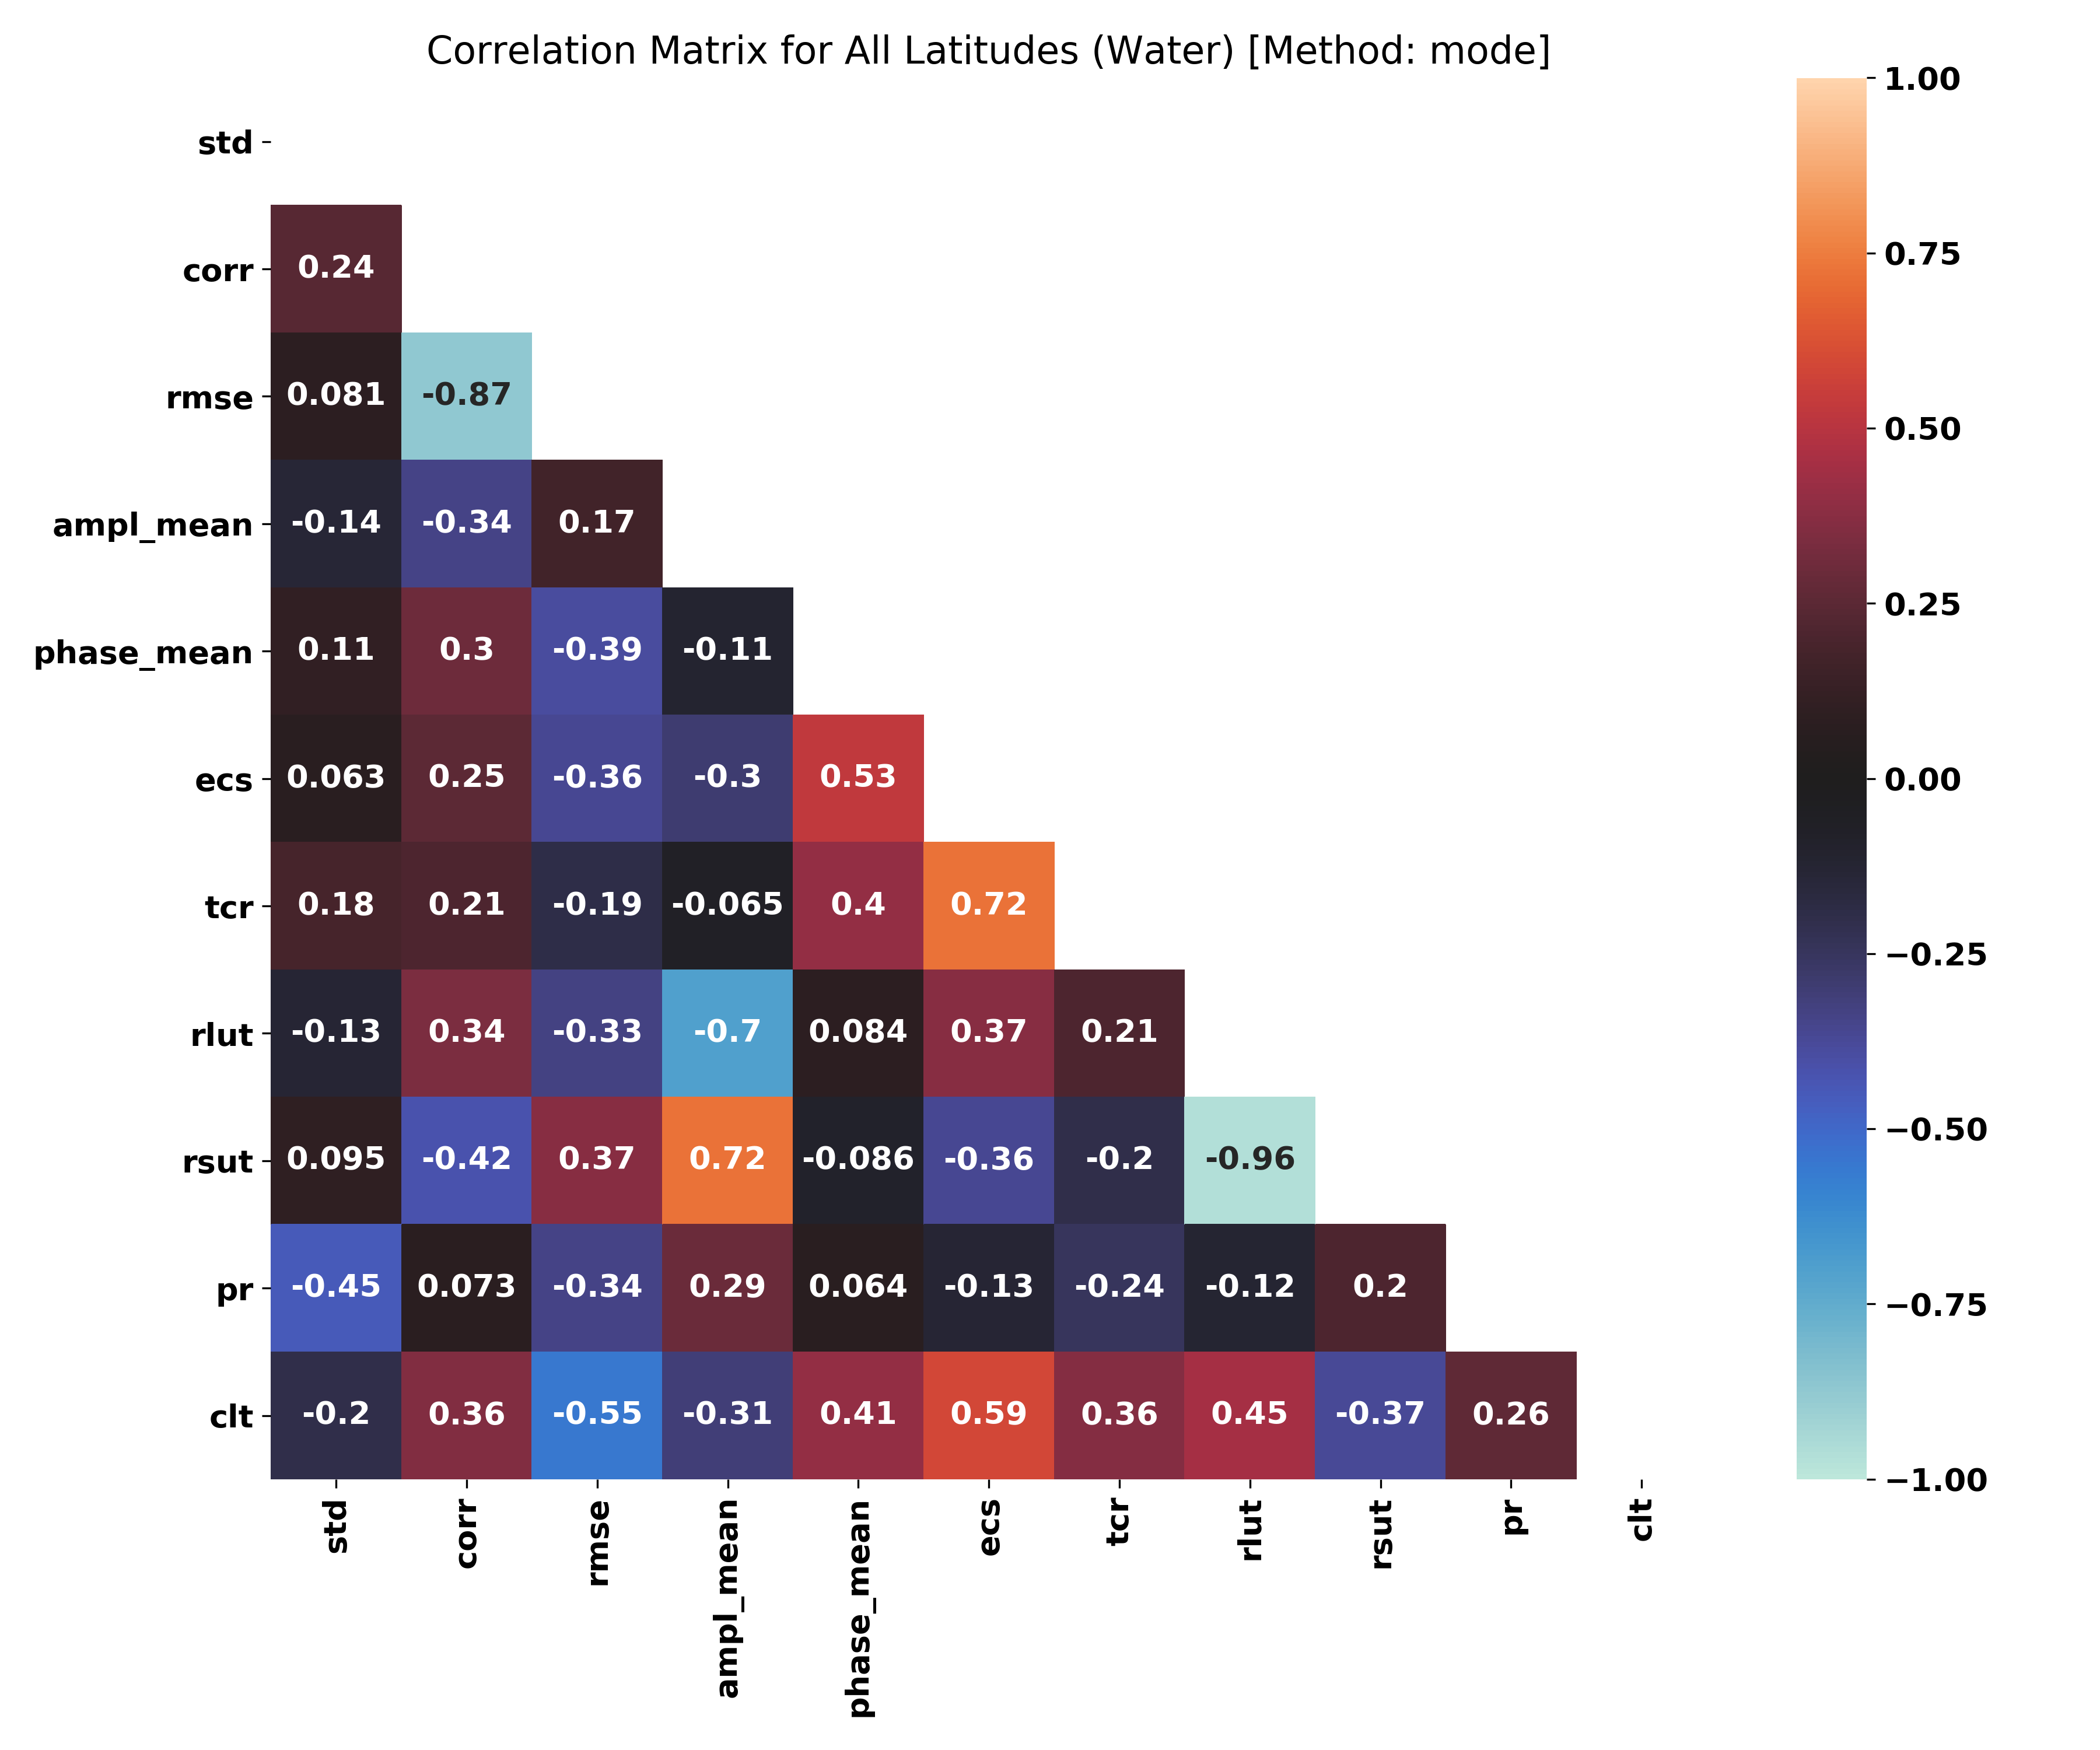 Correlation Matrix for All Latitudes (Water) [Method: mode]
std
corr 0.24
rmse 0.081 -0.87
ampl_mean -0.14 -0.34 0.17
phase_mean 0.11 0.3 -0.39 -0.11
ecs 0.063 0.25 -0.36 -0.3 0.53
tcr 0.18 0.21 -0.19 -0.065 0.4 0.72
rlut -0.13 0.34 -0.33 -0.7 0.084 0.37 0.21
rsut 0.095 -0.42 0.37 0.72 -0.086 -0.36 -0.2 -0.96
pr -0.45 0.073 -0.34 0.29 0.064 -0.13 -0.24 -0.12 0.2
clt -0.2 0.36 -0.55 -0.31 0.41 0.59 0.36 0.45 -0.37 0.26
std corr rmse ampl_mean phase_mean ecs tcr rlut rsut pr clt
1.00
0.75
0.50
0.25
0.00
−0.25
−0.50
−0.75
−1.00